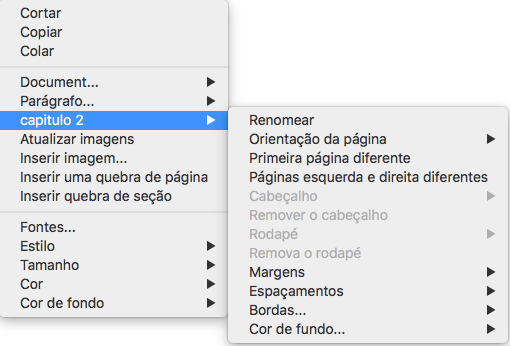 Cortar
Copiar
Colar
Document...
Parágrafo...
capitulo 2
Atualizar imagens
Inserir imagem...
Inserir uma quebra de página
Inserir quebra de seção
Fontes...
Estilo
Tamanho
Cor
Cor de fondo
Renomear
Orientação da página
Primeira página diferente
Páginas esquerda e direita diferentes
Cabeçalho
Remover o cabeçalho
Rodapé
Remova o rodapé
Margens
Espaçamentos
Bordas...
Cor de fundo...